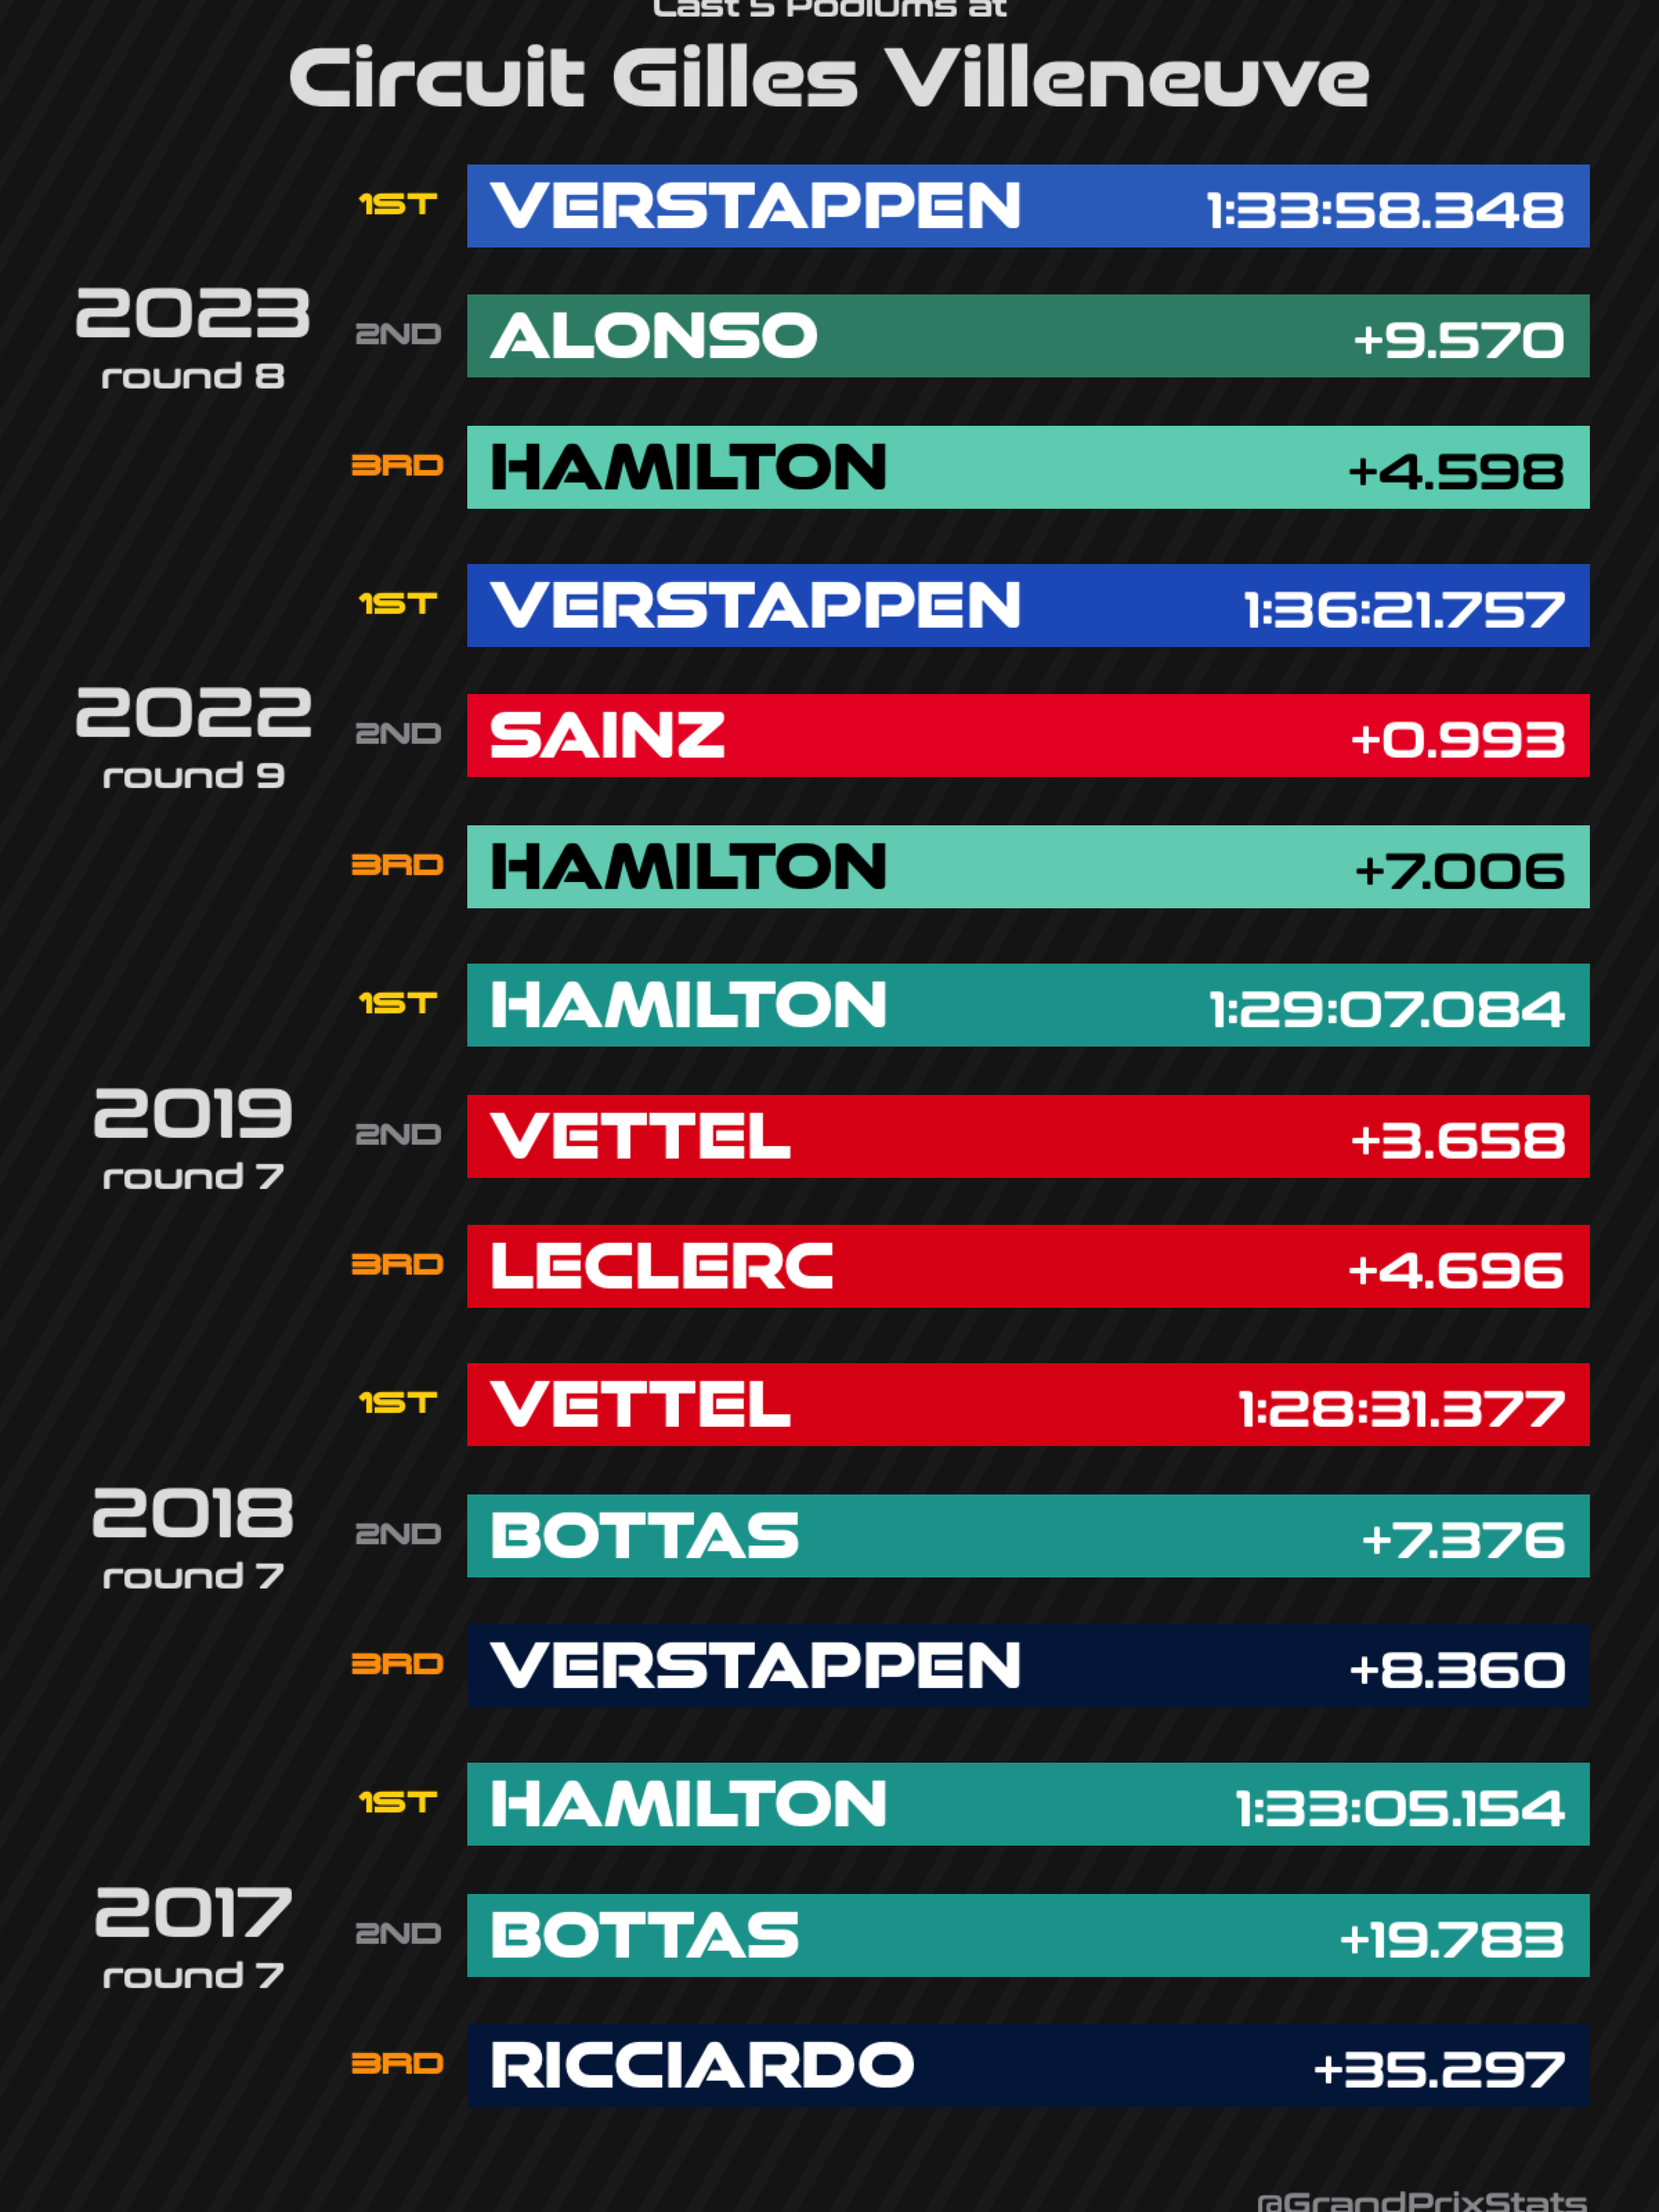 Last 5 Podiums at
Circuit Gilles Villeneuve
2023
round 8
1ST VERSTAPPEN 1:33:58.348
2ND ALONSO +9.570
3RD HAMILTON +4.598
2022
round 9
1ST VERSTAPPEN 1:36:21.757
2ND SAINZ +0.993
3RD HAMILTON +7.006
2019
round 7
1ST HAMILTON 1:29:07.084
2ND VETTEL +3.658
3RD LECLERC +4.696
2018
round 7
1ST VETTEL 1:28:31.377
2ND BOTTAS +7.376
3RD VERSTAPPEN +8.360
2017
round 7
1ST HAMILTON 1:33:05.154
2ND BOTTAS +19.783
3RD RICCIARDO +35.297
@GrandPrixStats